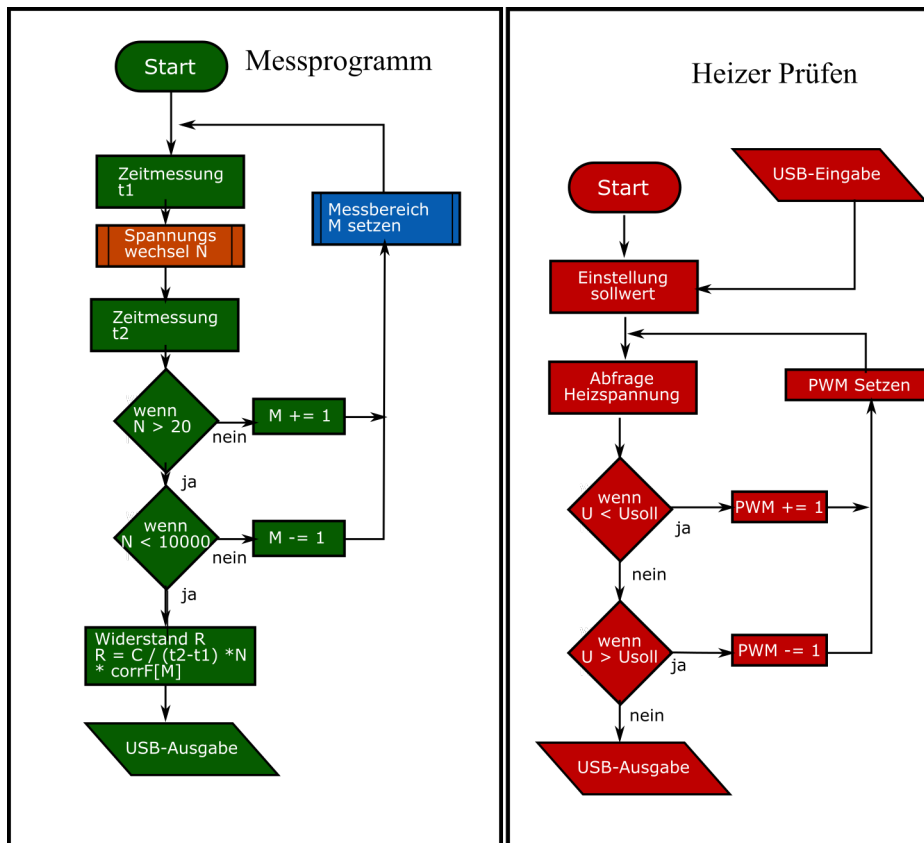 Messprogramm
Start
Zeitmessung
t1
Spannungs
wechsel N
Messbereich
M setzen
Zeitmessung
t2
wenn
N > 20
nein
M += 1
ja
wenn
N < 10000
nein
M -= 1
ja
Widerstand R
R = C / (t2-t1) *N
* corrF[M]
USB-Ausgabe
Heizer Prüfen
USB-Eingabe
Start
Einstellung
sollwert
Abfrage
Heizspannung
PWM Setzen
wenn
U < Usoll
ja
PWM += 1
nein
wenn
U > Usoll
ja
PWM -= 1
nein
USB-Ausgabe